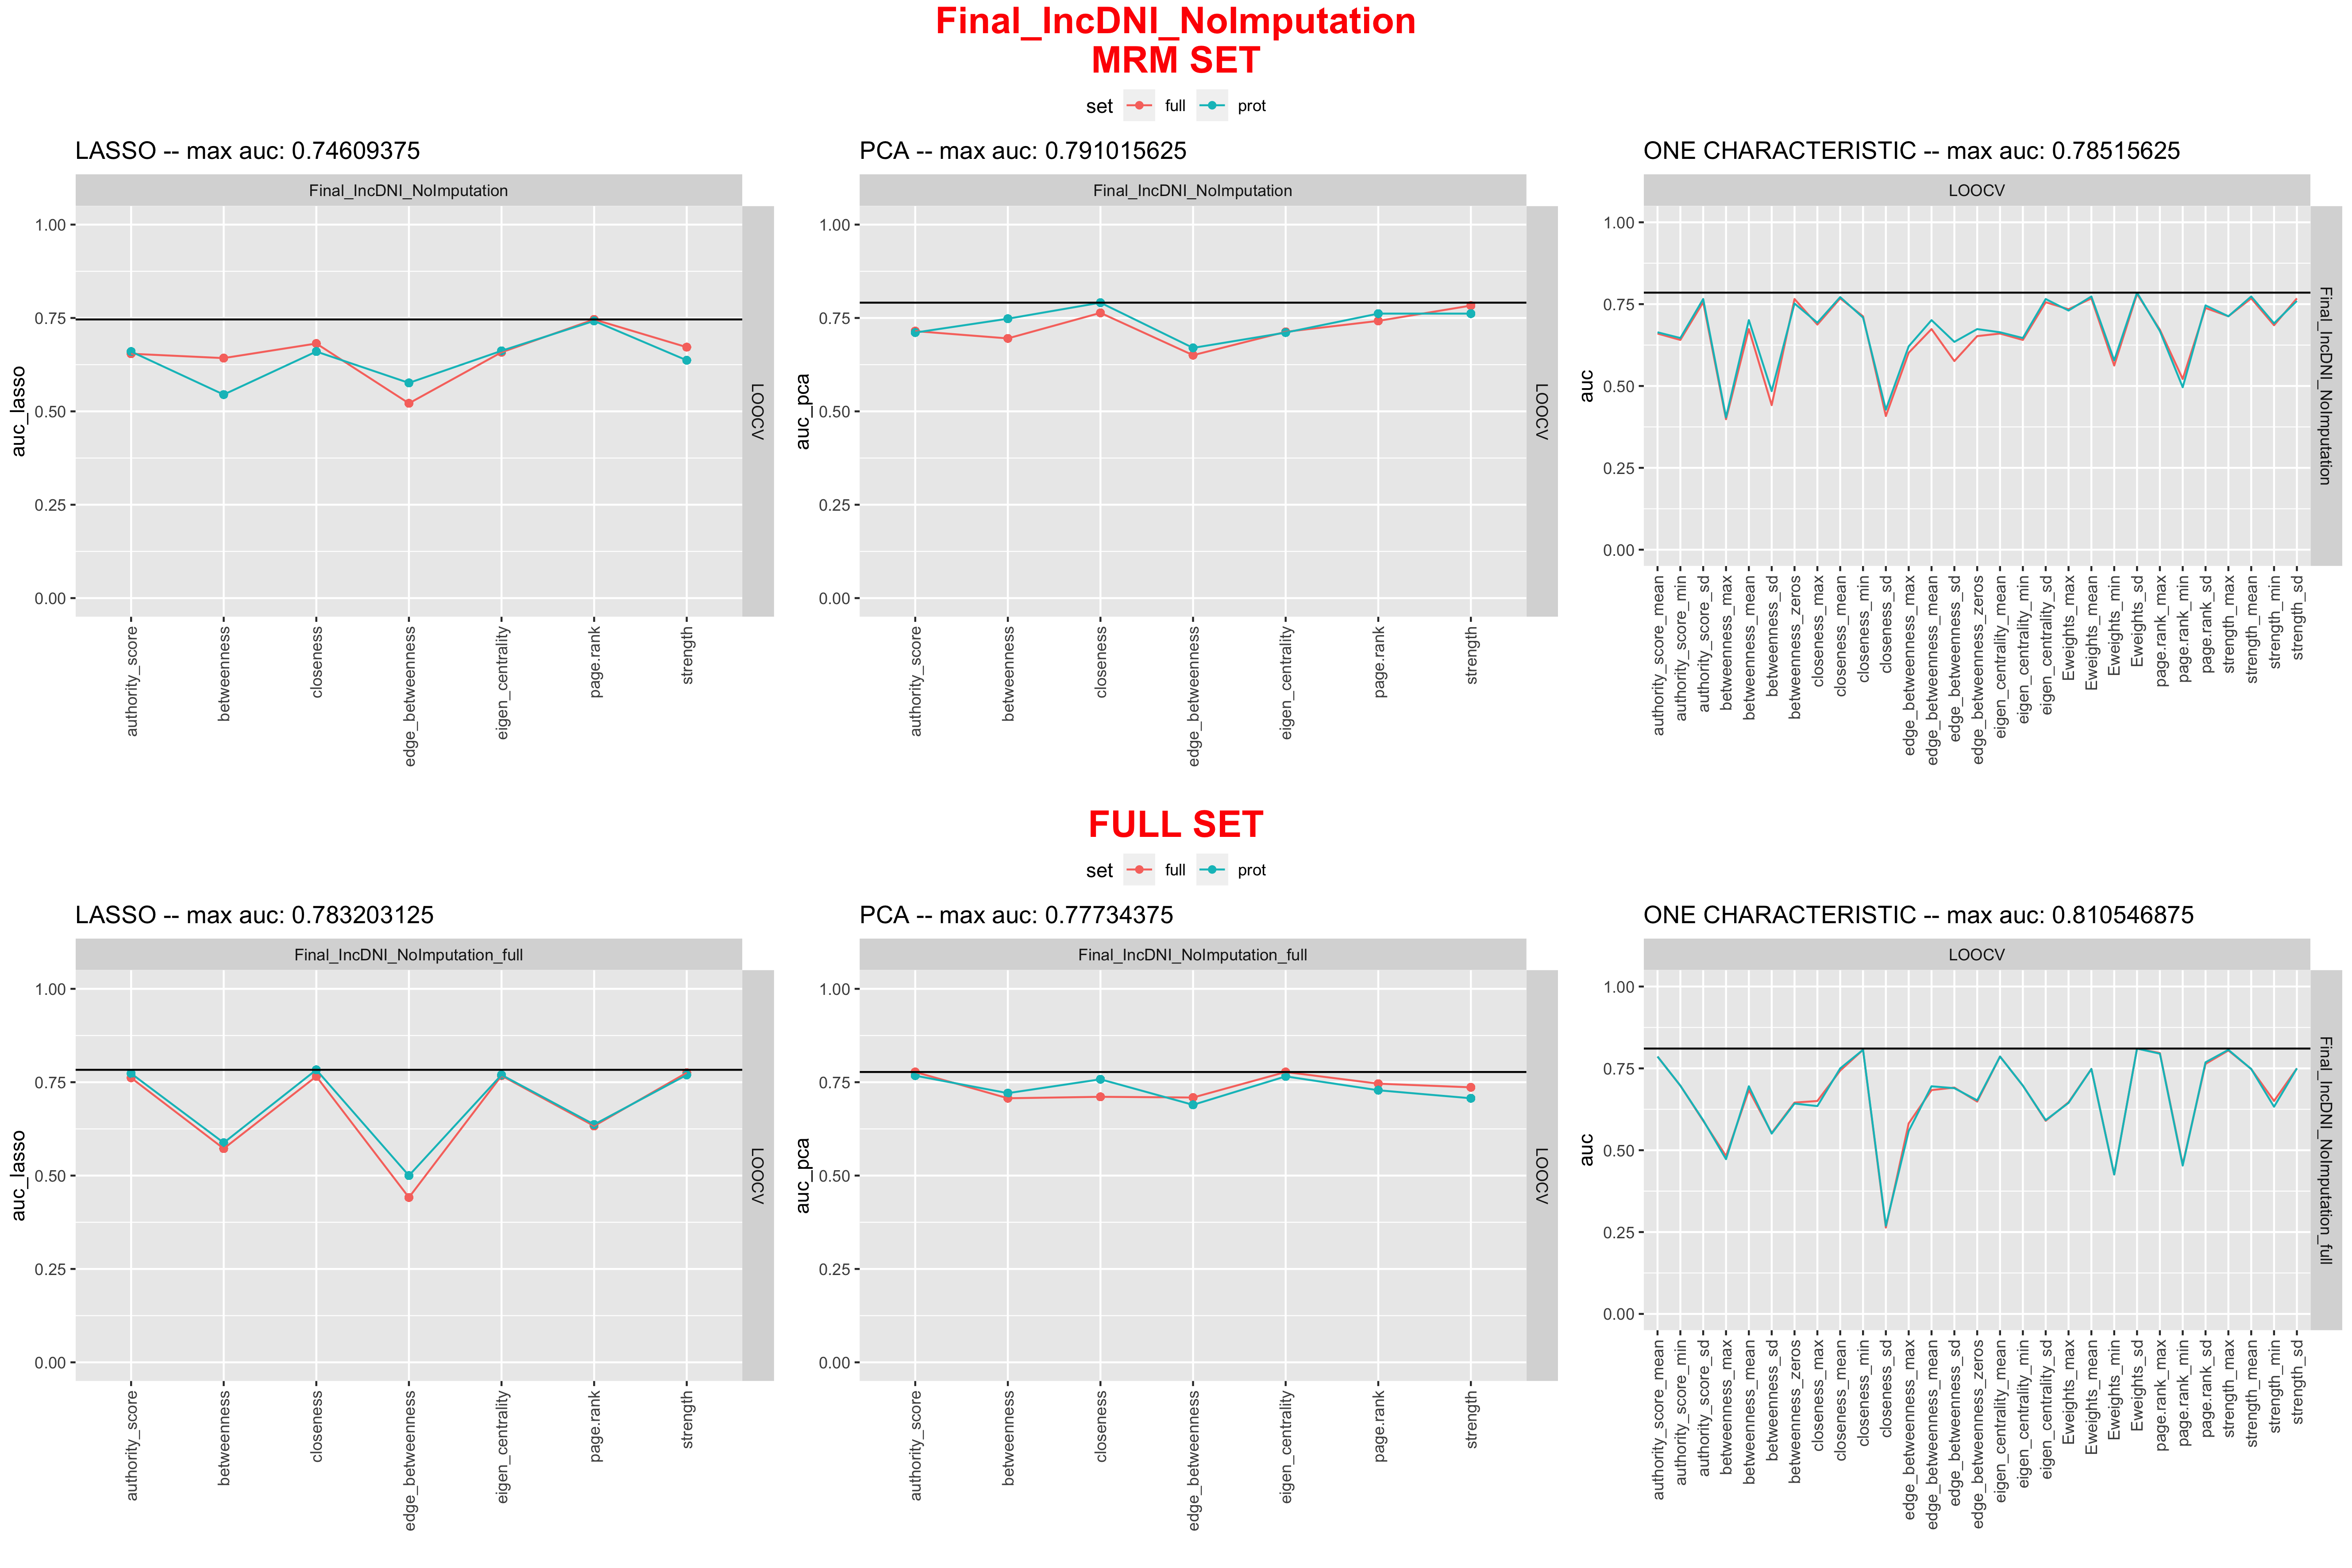 Final_IncDNI_NoImputation
MRM SET
set full prot
LASSO -- max auc: 0.74609375
Final_IncDNI_NoImputation
auc_lasso
1.00
0.75
0.50
0.25
0.00
LOOCV
authority_score
betweenness
closeness
edge_betweenness
eigen_centrality
page.rank
strength
PCA -- max auc: 0.791015625
Final_IncDNI_NoImputation
auc_pca
1.00
0.75
0.50
0.25
0.00
LOOCV
authority_score
betweenness
closeness
edge_betweenness
eigen_centrality
page.rank
strength
ONE CHARACTERISTIC -- max auc: 0.78515625
LOOCV
auc
1.00
0.75
0.50
0.25
0.00
Final_IncDNI_NoImputation
authority_score_mean
authority_score_min
authority_score_sd
betweenness_max
betweenness_mean
betweenness_sd
betweenness_zeros
closeness_max
closeness_mean
closeness_min
closeness_sd
edge_betweenness_max
edge_betweenness_mean
edge_betweenness_sd
edge_betweenness_zeros
eigen_centrality_mean
eigen_centrality_min
eigen_centrality_sd
Eweights_max
Eweights_mean
Eweights_min
Eweights_sd
page.rank_max
page.rank_min
page.rank_sd
strength_max
strength_mean
strength_min
strength_sd
FULL SET
set full prot
LASSO -- max auc: 0.783203125
Final_IncDNI_NoImputation_full
auc_lasso
1.00
0.75
0.50
0.25
0.00
LOOCV
authority_score
betweenness
closeness
edge_betweenness
eigen_centrality
page.rank
strength
PCA -- max auc: 0.77734375
Final_IncDNI_NoImputation_full
auc_pca
1.00
0.75
0.50
0.25
0.00
LOOCV
authority_score
betweenness
closeness
edge_betweenness
eigen_centrality
page.rank
strength
ONE CHARACTERISTIC -- max auc: 0.810546875
LOOCV
auc
1.00
0.75
0.50
0.25
0.00
Final_IncDNI_NoImputation_full
authority_score_mean
authority_score_min
authority_score_sd
betweenness_max
betweenness_mean
betweenness_sd
betweenness_zeros
closeness_max
closeness_mean
closeness_min
closeness_sd
edge_betweenness_max
edge_betweenness_mean
edge_betweenness_sd
edge_betweenness_zeros
eigen_centrality_mean
eigen_centrality_min
eigen_centrality_sd
Eweights_max
Eweights_mean
Eweights_min
Eweights_sd
page.rank_max
page.rank_min
page.rank_sd
strength_max
strength_mean
strength_min
strength_sd